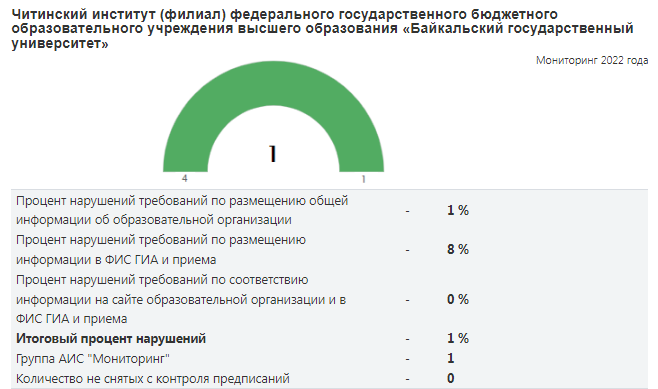 Читинский институт (филиал) федерального государственного бюджетного
образовательного учреждения высшего образования «Байкальский государственный
университет»
Мониторинг 2022 года
1
4
1
Процент нарушений требований по размещению общей
информации об образовательной организации - 1 %
Процент нарушений требований по размещению
информации в ФИС ГИА и приема - 8 %
Процент нарушений требований по соответствию
информации на сайте образовательной организации и в - 0 %
ФИС ГИА и приема
Итоговый процент нарушений - 1 %
Группа АИС "Мониторинг" - 1
Количество не снятых с контроля предписаний - 0